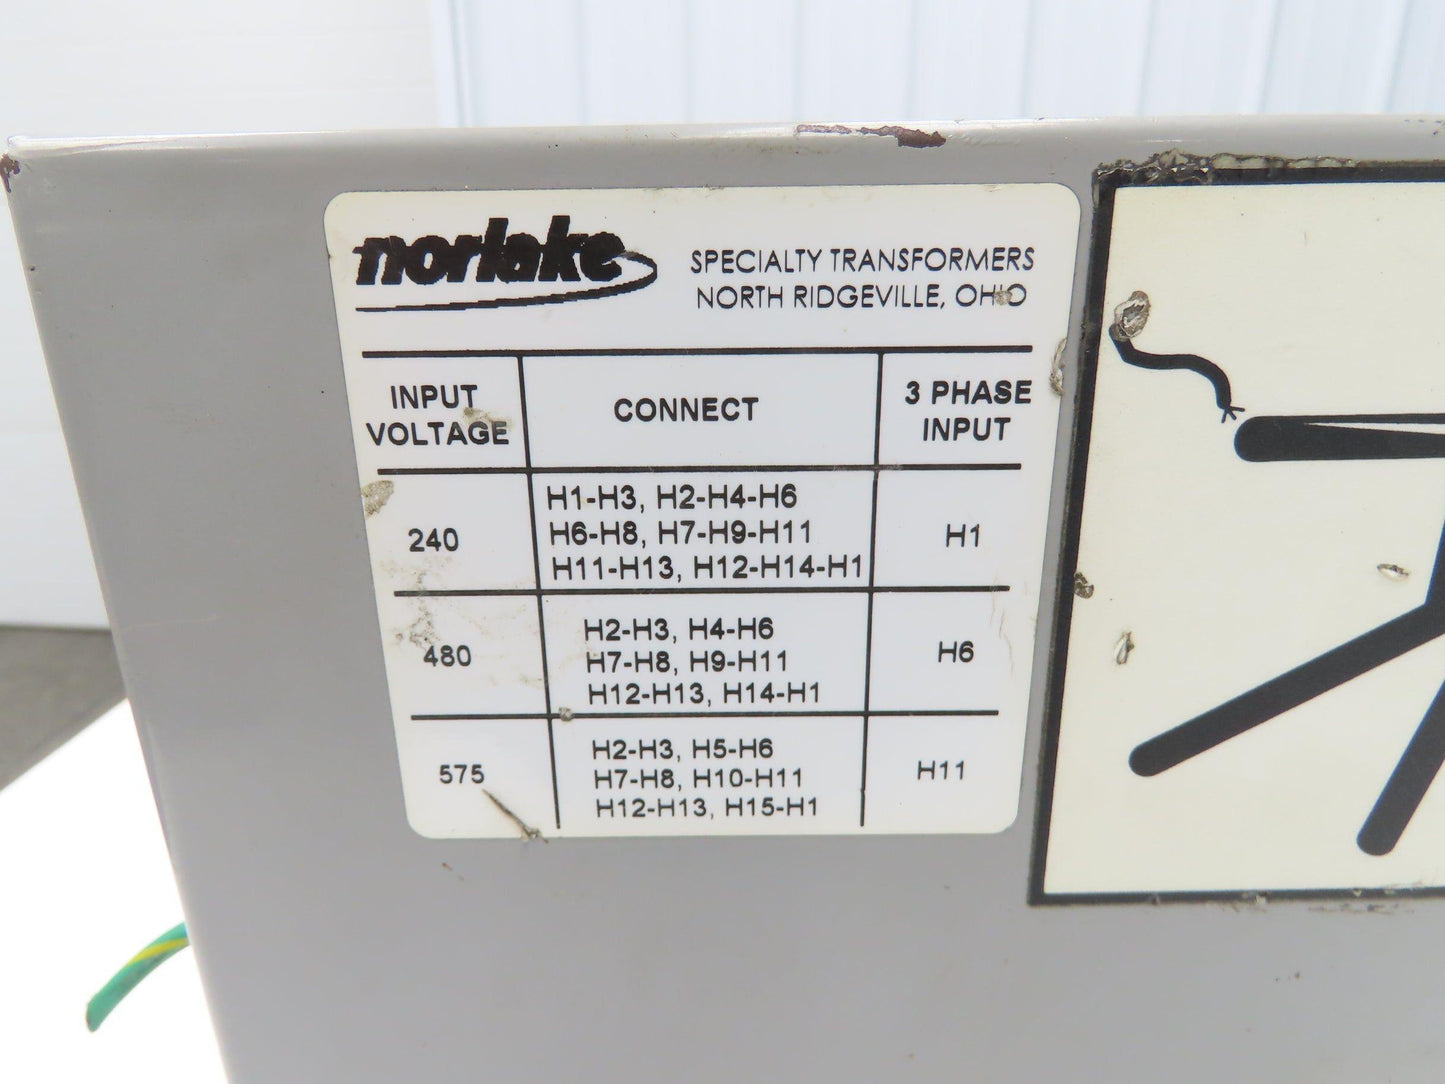 norlake
SPECIALTY TRANSFORMERS
NORTH RIDGEVILLE, OHIO
INPUT VOLTAGE
CONNECT
3 PHASE INPUT
240
H1-H3, H2-H4-H6
H6-H8, H7-H9-H11
H11-H13, H12-H14-H1
H1
480
H2-H3, H4-H6
H7-H8, H9-H11
H12-H13, H14-H1
H6
575
H2-H3, H5-H6
H7-H8, H10-H11
H12-H13, H15-H1
H11